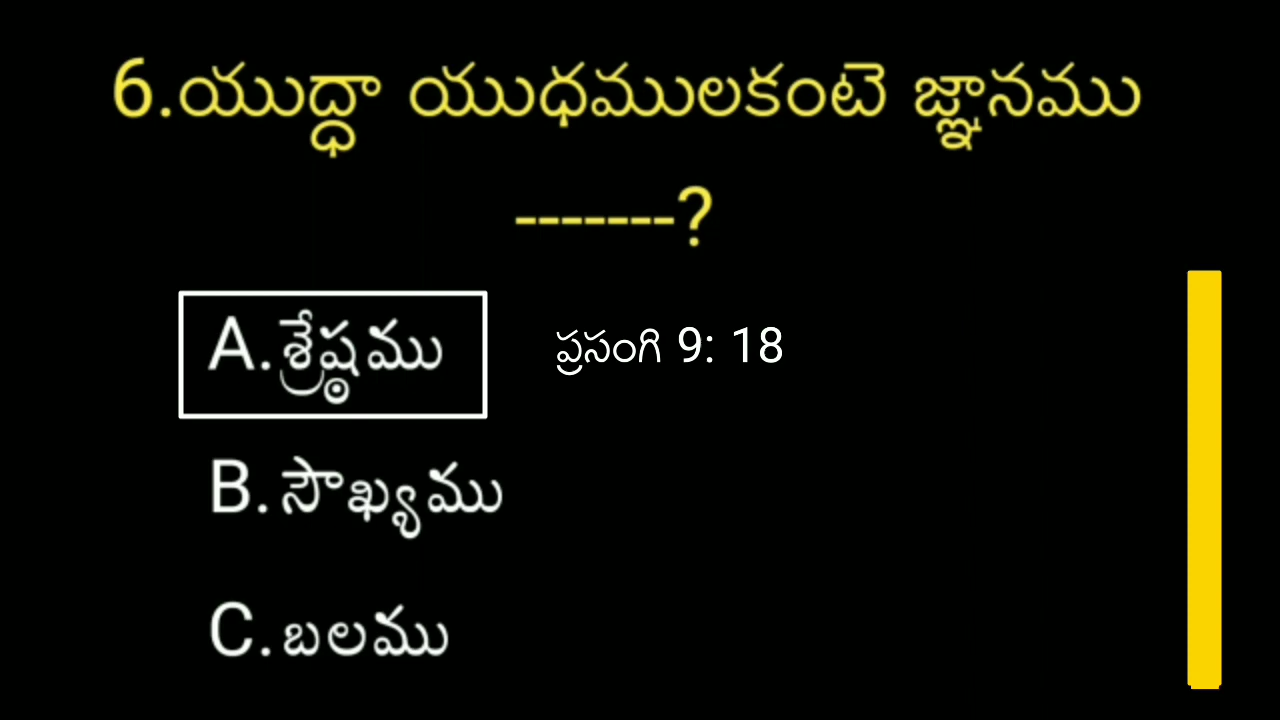 6.యుద్ధా యుధములకంటె జ్ఞానము
-------?
A.శ్రేష్ఠము
ప్రసంగి 9: 18
B.సౌఖ్యము
C.బలము